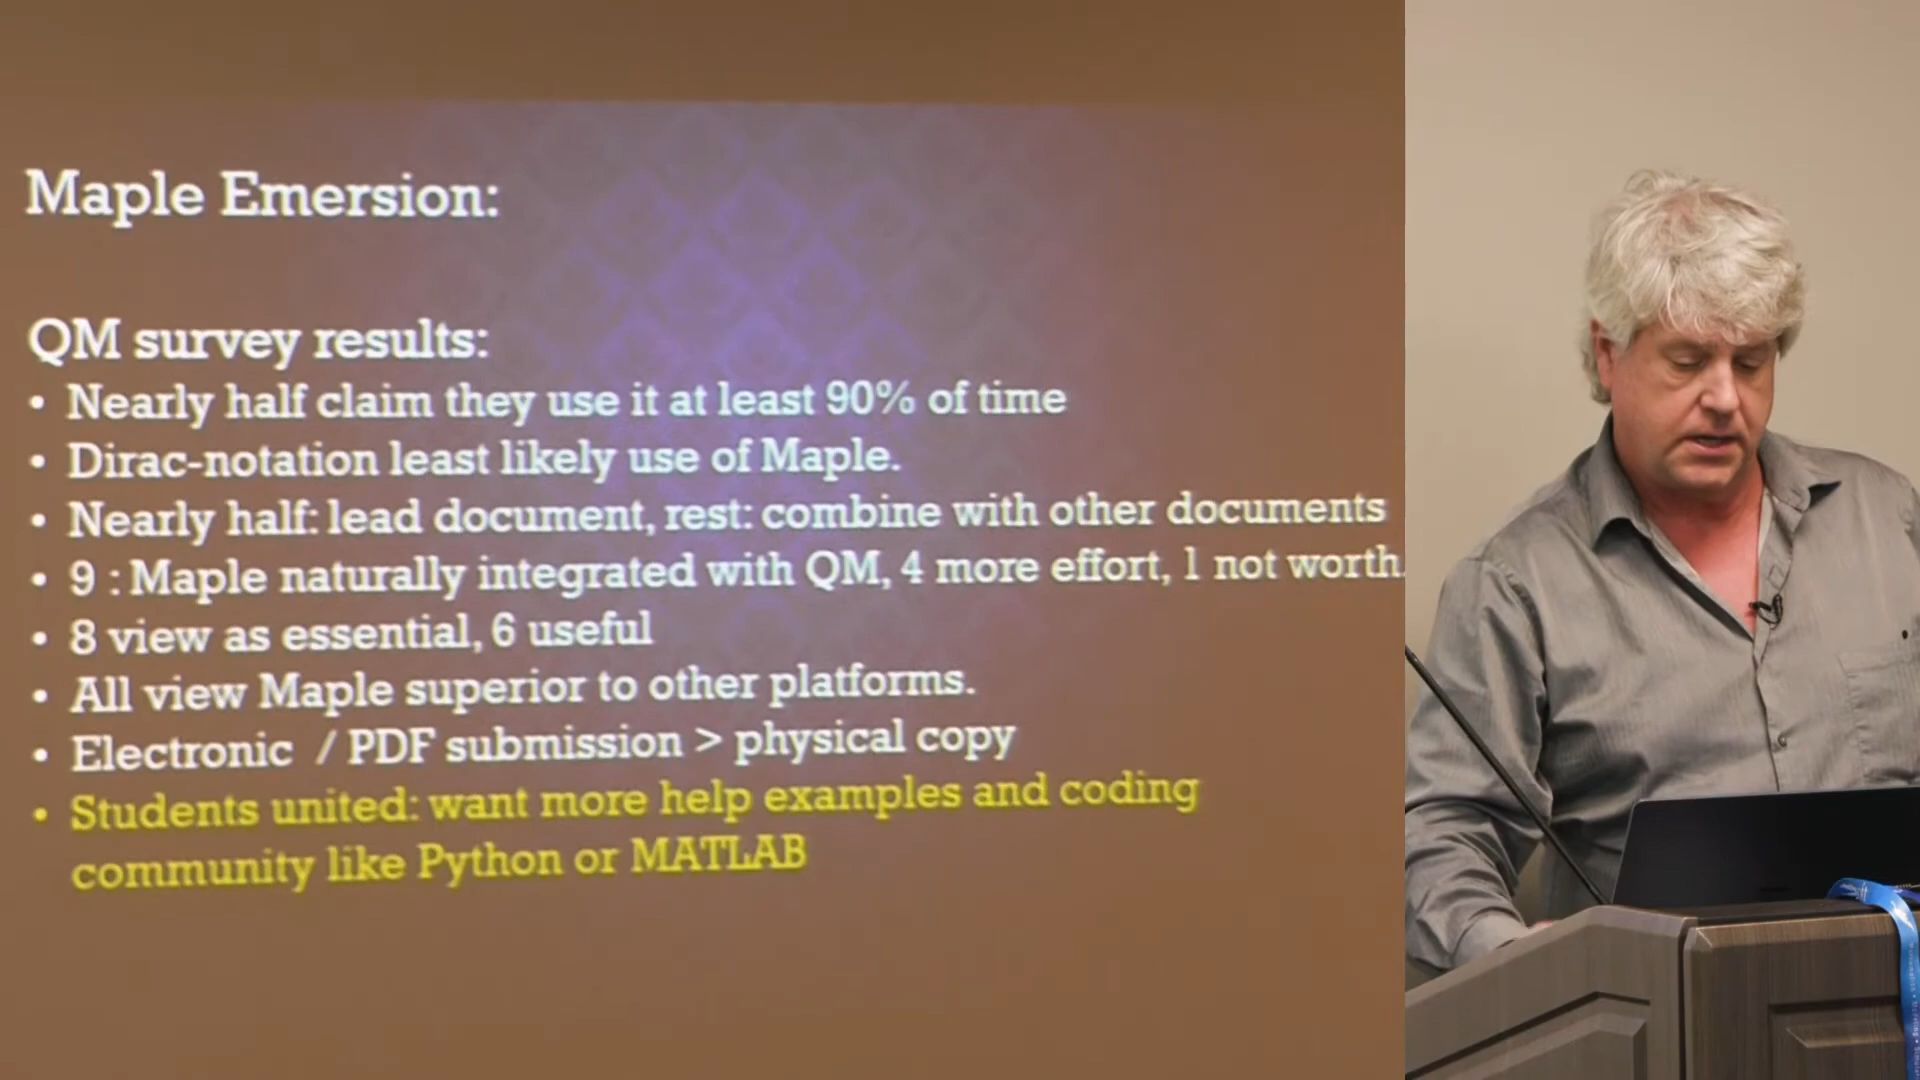 Maple Emersion:
QM survey results:
• Nearly half claim they use it at least 90% of time
• Dirac-notation least likely use of Maple.
• Nearly half: lead document, rest: combine with other documents
• 9 : Maple naturally integrated with QM, 4 more effort, 1 not worth.
• 8 view as essential, 6 useful
• All view Maple superior to other platforms.
• Electronic / PDF submission > physical copy
• Students united: want more help examples and coding
community like Python or MATLAB